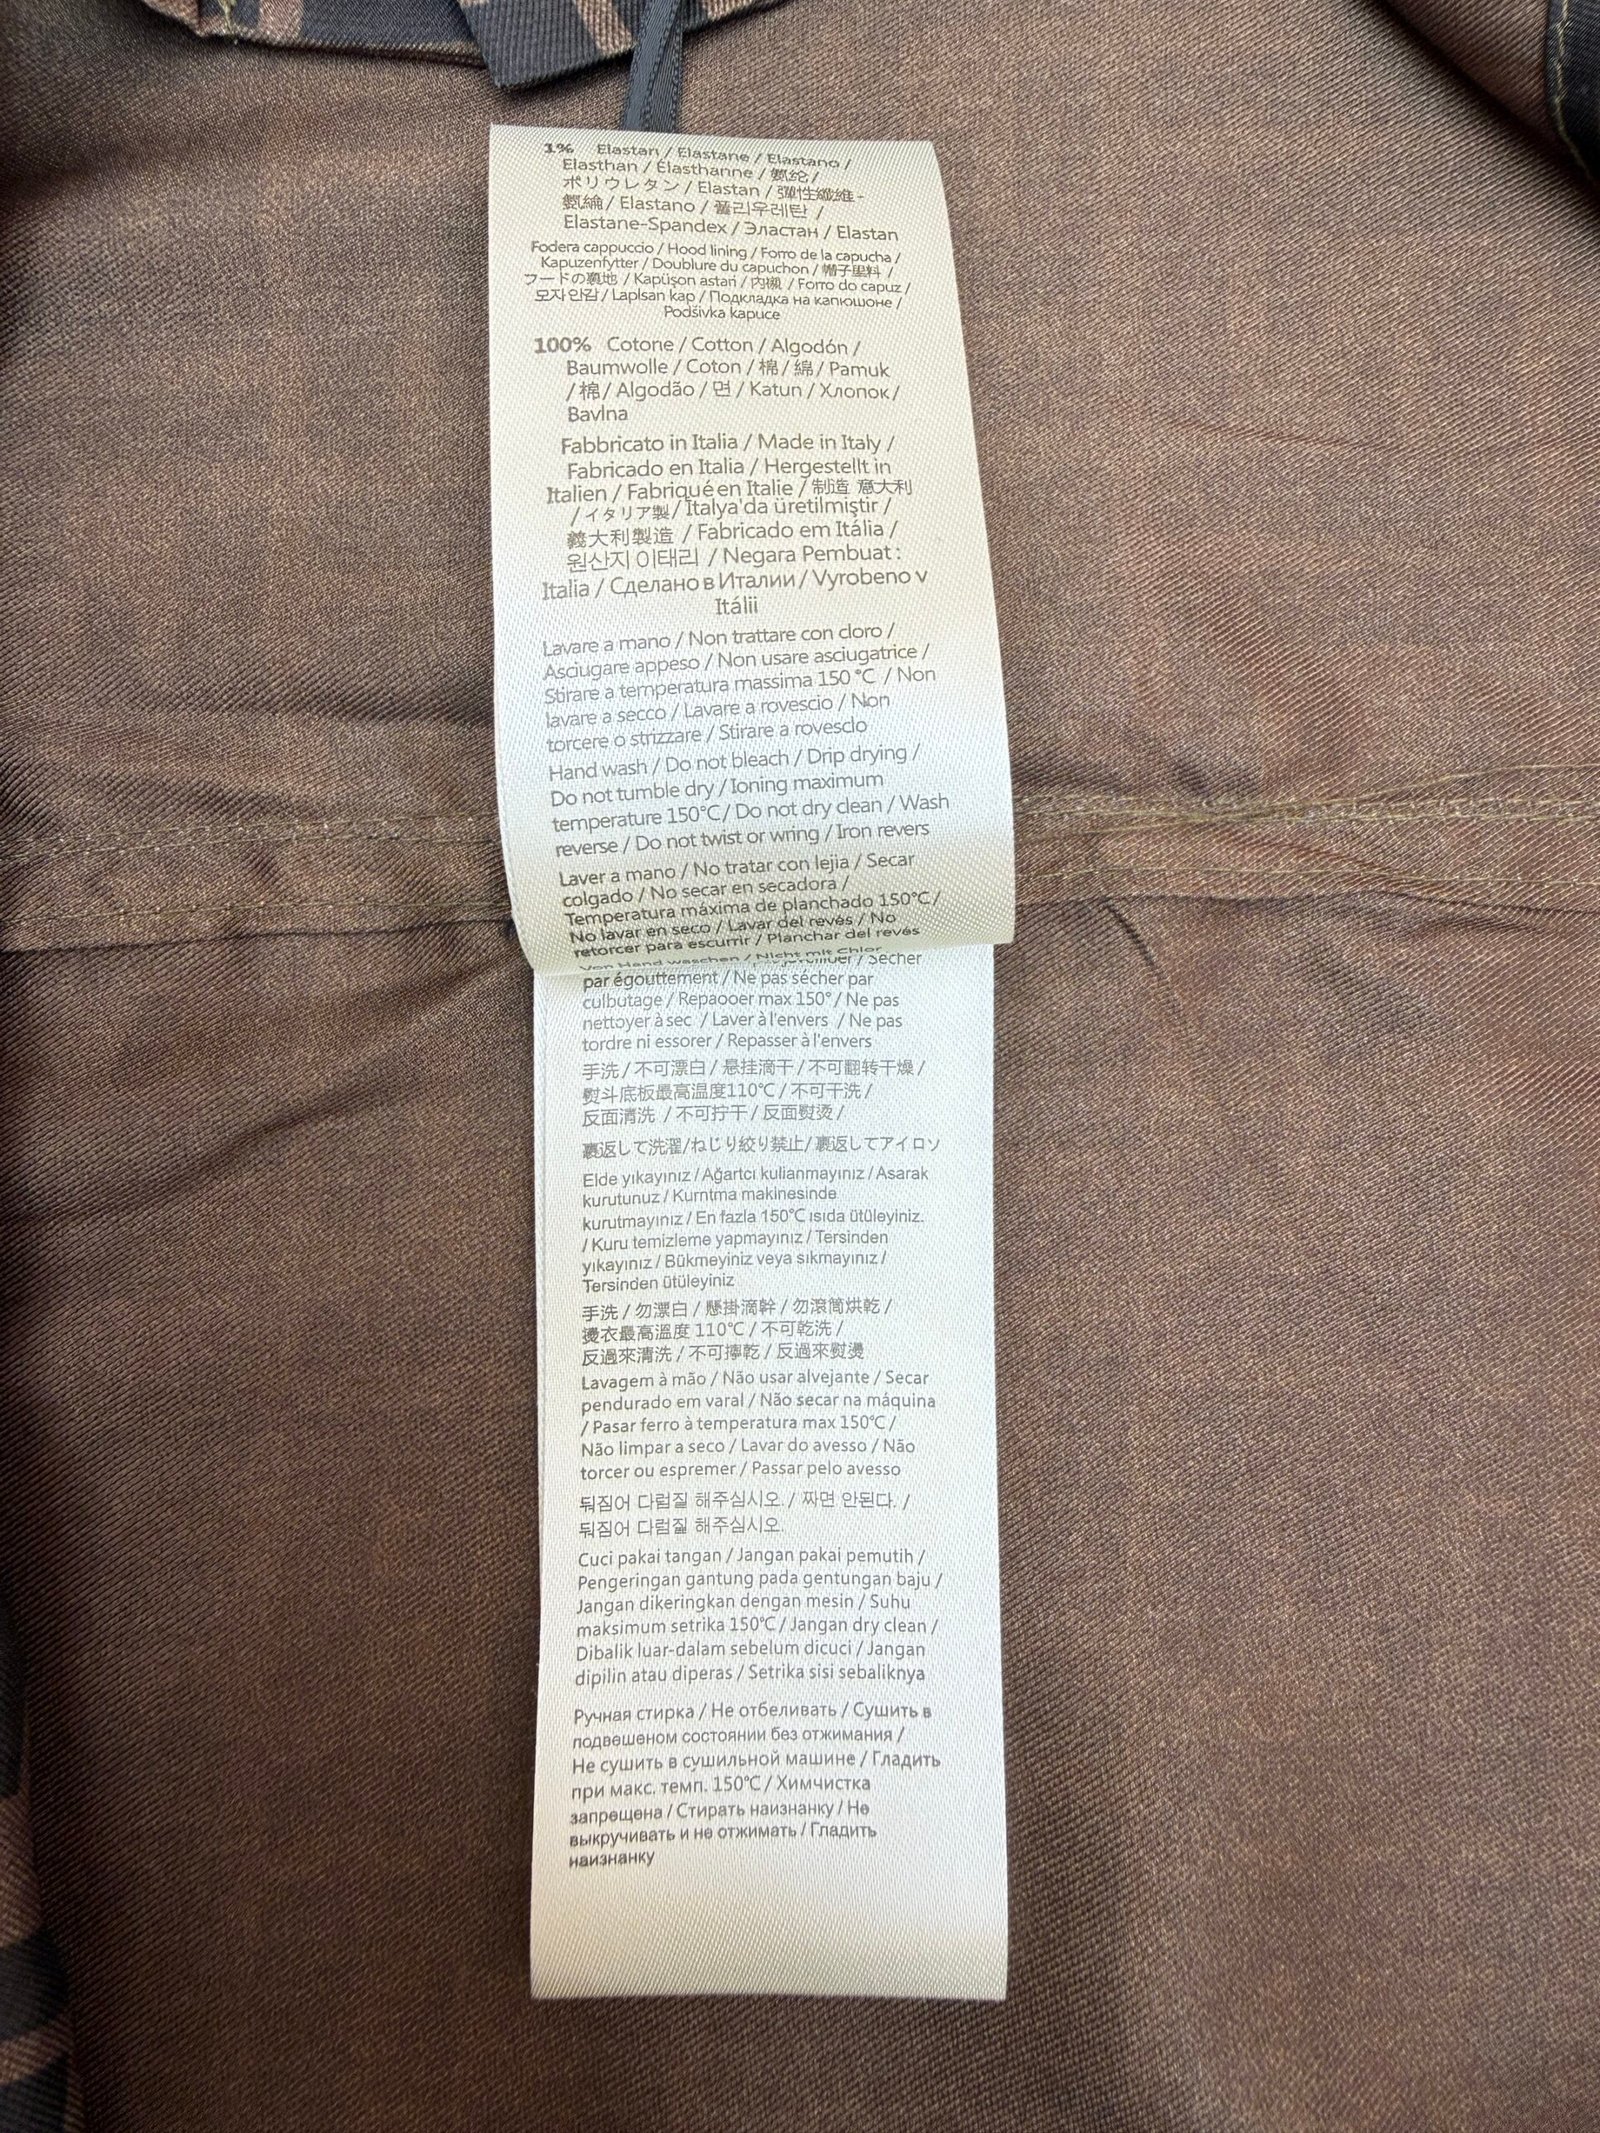 1% Elastan / Elastane / Elastano /
Elasthan / Élasthanne / 氨纶 /
ポリウレタン / Elastan / 彈性纖維-
氨綸 / Elastano / 폴리우레탄 /
Elastane-Spandex / Эластан / Elastan
Fodera cappuccio / Hood lining / Forro de la capucha /
Kapuzenfytter / Doublure du capuchon / 帽子里料 /
フードの裏地 / Kapüşon astarı / 內襯 / Forro do capuz /
모자안감 / Laplsan kap / Подкладка на капюшоне /
Podšívka kapuce
100% Cotone / Cotton / Algodón /
Baumwolle / Coton / 棉 / 綿 / Pamuk
/ 棉 / Algodão / 면 / Katun / Хлопок /
Bavlna
Fabbricato in Italia / Made in Italy /
Fabricado en Italia / Hergestellt in
Italien / Fabriqué en Italie / 制造 意大利
/ イタリア製 / Italya'da üretilmiştir /
義大利製造 / Fabricado em Itália /
원산지 이태리 / Negara Pembuat :
Italia / Сделано в Италии / Vyrobeno v
Itálii
Lavare a mano / Non trattare con cloro /
Asciugare appeso / Non usare asciugatrice /
Stirare a temperatura massima 150 °C / Non
lavare a secco / Lavare a rovescio / Non
torcere o strizzare / Stirare a rovesclo
Hand wash / Do not bleach / Drip drying /
Do not tumble dry / Ioning maximum
temperature 150°C / Do not dry clean / Wash
reverse / Do not twist or wring / Iron revers
Laver a mano / No tratar con lejia / Secar
colgado / No secar en secadora /
Temperatura máxima de planchado 150°C /
No lavar en seco / Lavar del revés / No
retorcer para escurrir / Planchar del revés
Von Hand waschen / Nicht mit Chlor
/ Sécher
par égouttement / Ne pas sécher par
culbutage / Repaooer max 150° / Ne pas
nettoyer à sec / Laver à l'envers / Ne pas
tordre ni essorer / Repasser à l'envers
手洗 / 不可漂白 / 悬挂滴干 / 不可翻转干燥 /
熨斗底板最高温度110℃ / 不可干洗 /
反面清洗 / 不可拧干 / 反面熨烫 /
裏返して洗濯/ねじり絞り禁止/裏返してアイロソ
Elde yıkayınız / Ağartcı kulianmayınız / Asarak
kurutunuz / Kurntma makinesinde
kurutmayınız / En fazla 150℃ ısıda ütüleyiniz.
/ Kuru temizleme yapmayınız / Tersinden
yıkayınız / Bükmeyiniz veya sıkmayınız /
Tersinden ütüleyiniz
手洗 / 勿漂白 / 懸掛滴幹 / 勿滾筒烘乾 /
燙衣最高溫度 110℃ / 不可乾洗 /
反過來清洗 / 不可擰乾 / 反過來熨燙
Lavagem à mão / Não usar alvejante / Secar
pendurado em varal / Não secar na máquina
/ Pasar ferro à temperatura max 150℃ /
Não limpar a seco / Lavar do avesso / Não
torcer ou espremer / Passar pelo avesso
뒤짐어 다럼질 해주십시오. / 짜면 안된다. /
뒤짐어 다럼질 해주십시오.
Cuci pakai tangan / Jangan pakai pemutih /
Pengeringan gantung pada gentungan baju /
Jangan dikeringkan dengan mesin / Suhu
maksimum setrika 150℃ / Jangan dry clean /
Dibalik luar-dalam sebelum dicuci / Jangan
dipilin atau diperas / Setrika sisi sebaliknya
Ручная стирка / Не отбеливать / Сушить в
подвешеном состоянии без отжимания /
Не сушить в сушильной машине / Гладить
при макс. темп. 150℃ / Химчистка
запрещена / Стирать наизнанку / Не
выкручивать и не отжимать / Гладить
наизнанку